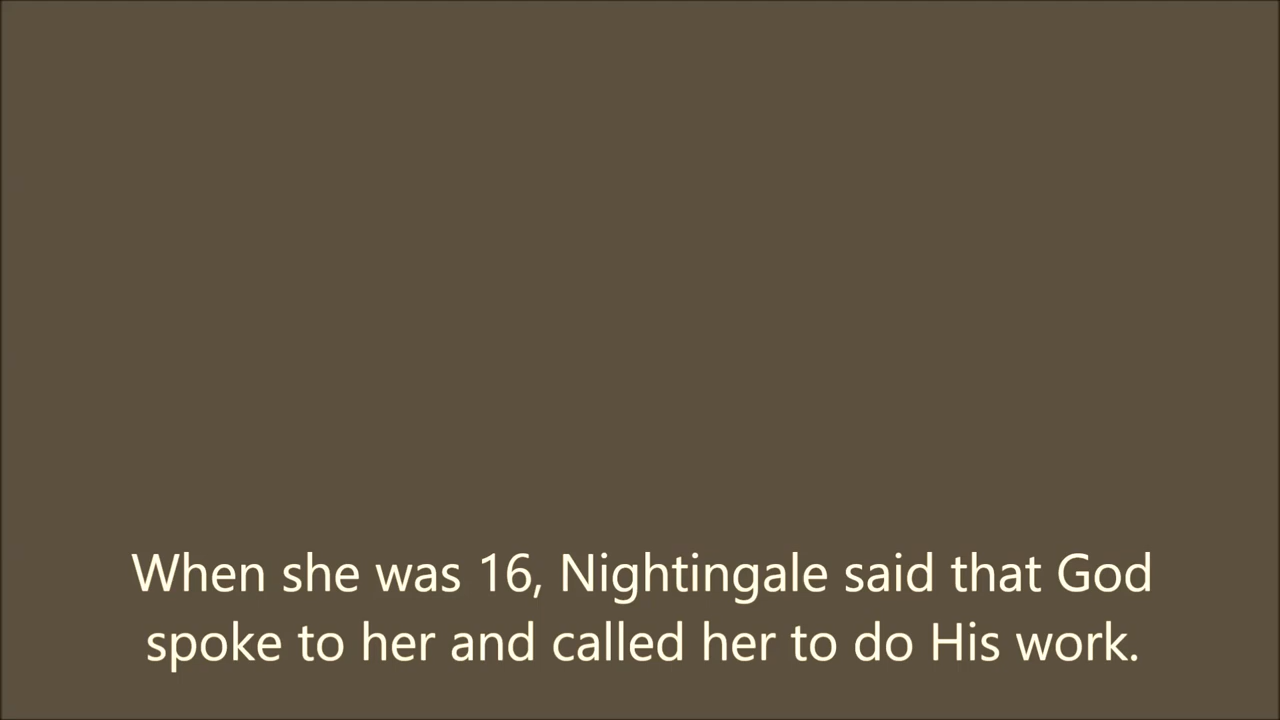 When she was 16, Nightingale said that God
spoke to her and called her to do His work.